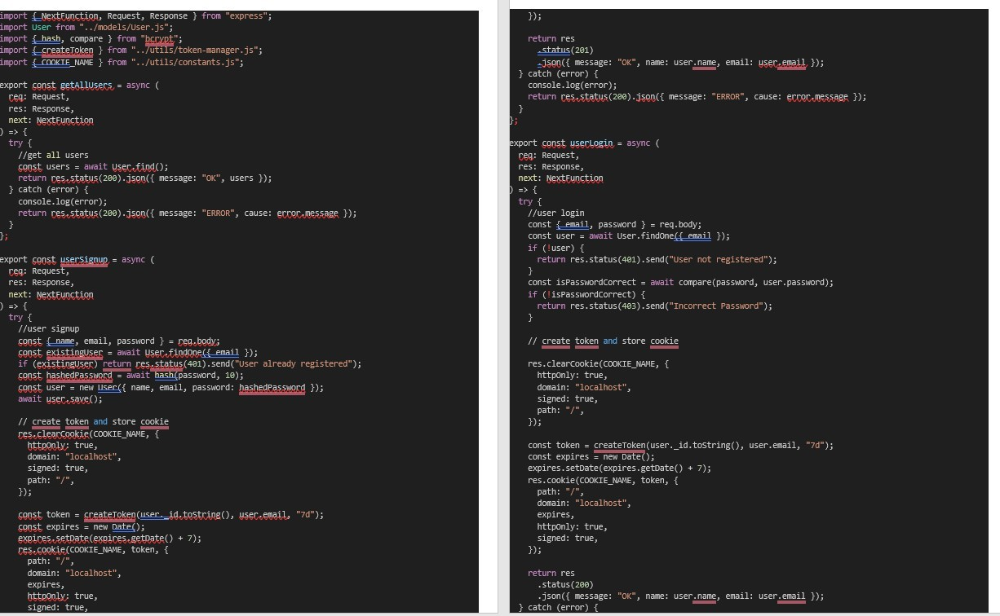 import { NextFunction, Request, Response } from "express";
import User from "../models/User.js";
import { hash, compare } from "bcrypt";
import { createToken } from "../utils/token-manager.js";
import { COOKIE_NAME } from "../utils/constants.js";

export const getAllUsers = async (
  req: Request,
  res: Response,
  next: NextFunction
) => {
  try {
    //get all users
    const users = await User.find();
    return res.status(200).json({ message: "OK", users });
  } catch (error) {
    console.log(error);
    return res.status(200).json({ message: "ERROR", cause: error.message });
  }
};

export const userSignup = async (
  req: Request,
  res: Response,
  next: NextFunction
) => {
  try {
    //user signup
    const { name, email, password } = req.body;
    const existingUser = await User.findOne({ email });
    if (existingUser) return res.status(401).send("User already registered");
    const hashedPassword = await hash(password, 10);
    const user = new User({ name, email, password: hashedPassword });
    await user.save();

    // create token and store cookie
    res.clearCookie(COOKIE_NAME, {
      httpOnly: true,
      domain: "localhost",
      signed: true,
      path: "/",
    });

    const token = createToken(user._id.toString(), user.email, "7d");
    const expires = new Date();
    expires.setDate(expires.getDate() + 7);
    res.cookie(COOKIE_NAME, token, {
      path: "/",
      domain: "localhost",
      expires,
      httpOnly: true,
      signed: true,
    });

    return res
      .status(201)
      .json({ message: "OK", name: user.name, email: user.email });
  } catch (error) {
    console.log(error);
    return res.status(200).json({ message: "ERROR", cause: error.message });
  }
};

export const userLogin = async (
  req: Request,
  res: Response,
  next: NextFunction
) => {
  try {
    //user login
    const { email, password } = req.body;
    const user = await User.findOne({ email });
    if (!user) {
      return res.status(401).send("User not registered");
    }
    const isPasswordCorrect = await compare(password, user.password);
    if (!isPasswordCorrect) {
      return res.status(403).send("Incorrect Password");
    }

    // create token and store cookie

    res.clearCookie(COOKIE_NAME, {
      httpOnly: true,
      domain: "localhost",
      signed: true,
      path: "/",
    });

    const token = createToken(user._id.toString(), user.email, "7d");
    const expires = new Date();
    expires.setDate(expires.getDate() + 7);
    res.cookie(COOKIE_NAME, token, {
      path: "/",
      domain: "localhost",
      expires,
      httpOnly: true,
      signed: true,
    });

    return res
      .status(200)
      .json({ message: "OK", name: user.name, email: user.email });
  } catch (error) {